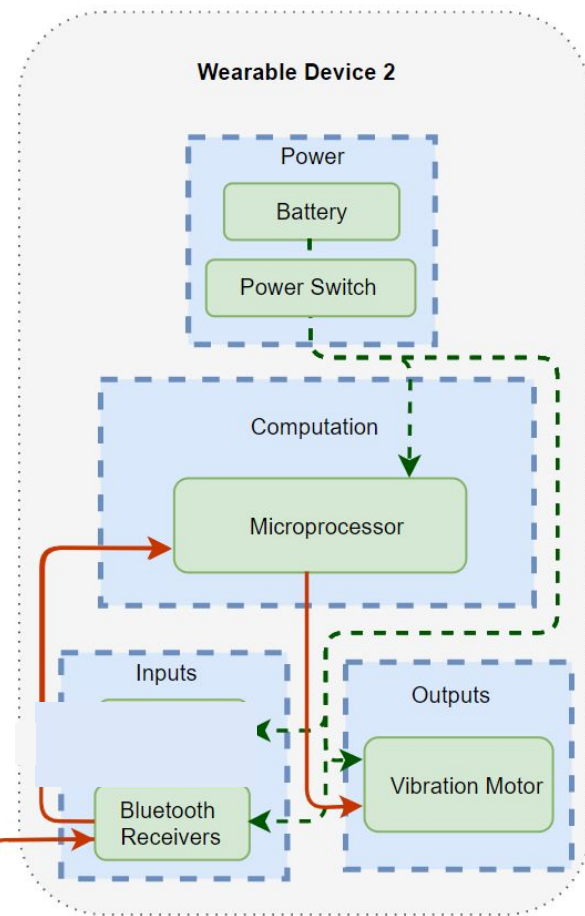 Wearable Device 2
Power
Battery
Power Switch
Computation
Microprocessor
Inputs
Outputs
Vibration Motor
Bluetooth
Receivers